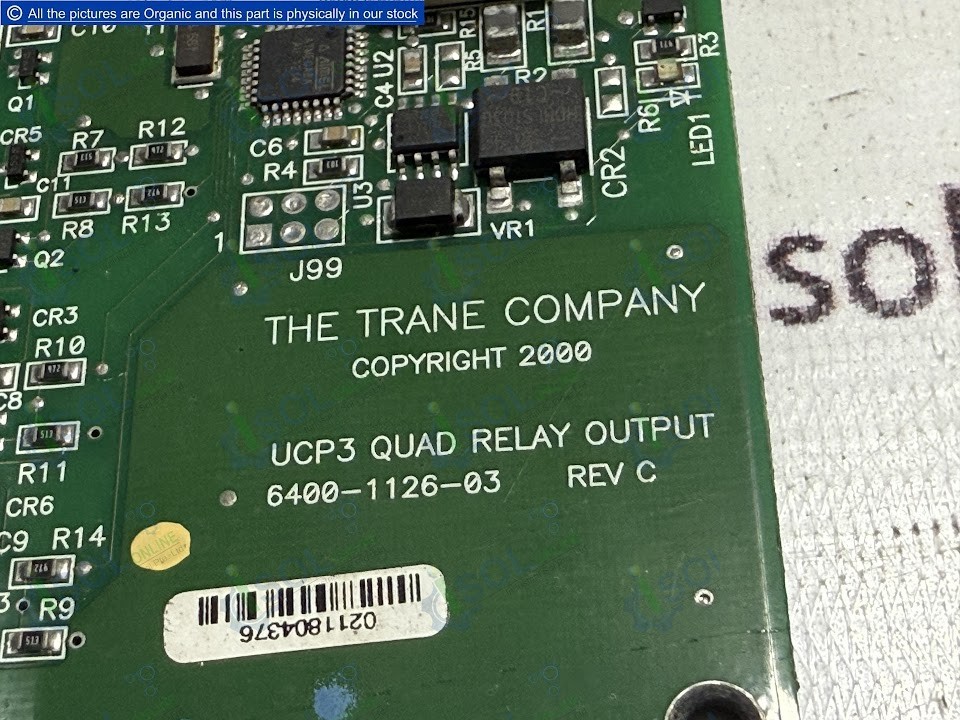 © All the pictures are Organic and this part is physically in our stock
C10
Y1
R15
R1
R3
Q1
U2
R5
C4
R2
R6
LED1
CR5
R7
R12
C6
R4
CR2
C11
U3
R8
R13
1
VR1
Q2
J99
CR3
THE TRANE COMPANY
R10
COPYRIGHT 2000
C8
UCP3 QUAD RELAY OUTPUT
R11
6400-1126-03 REV C
CR6
C9 R14
ONLINE
R9
0211804376
sol